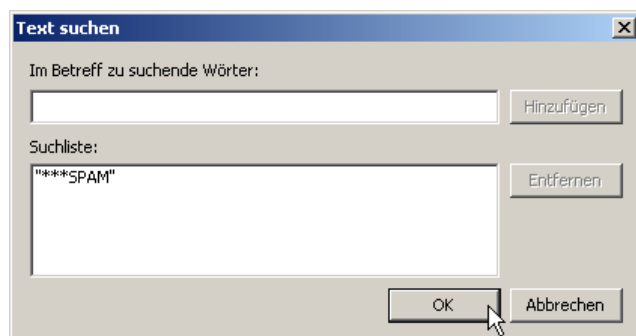 Text suchen
Im Betreff zu suchende Wörter:
Hinzufügen
Suchliste:
"***SPAM"
Entfernen
OK
Abbrechen